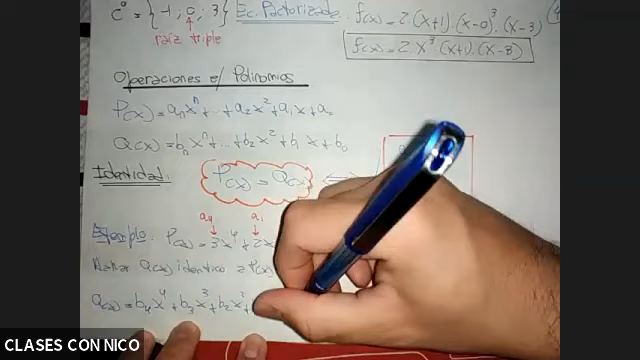 C° = {-1; 0; 3} Ec. Factorizada: f(x) = 2·(x+1)·(x-0)³·(x-3)
raíz triple
f(x) = 2·x³·(x+1)·(x-3)
Operaciones e/ Polinomios
P(x) = aₙxⁿ+...+a₂x²+a₁x+a₀
Q(x) = bₙxⁿ+...+b₂x²+b₁x+b₀
Identidad: P(x) = Q(x)
a₄ a₁
Ejemplo: P(x) = 3x⁴+2x
Hallar Q(x) identico a P(x)
Q(x) = b₄x⁴+b₃x³+b₂x²+
CLASES CON NICO